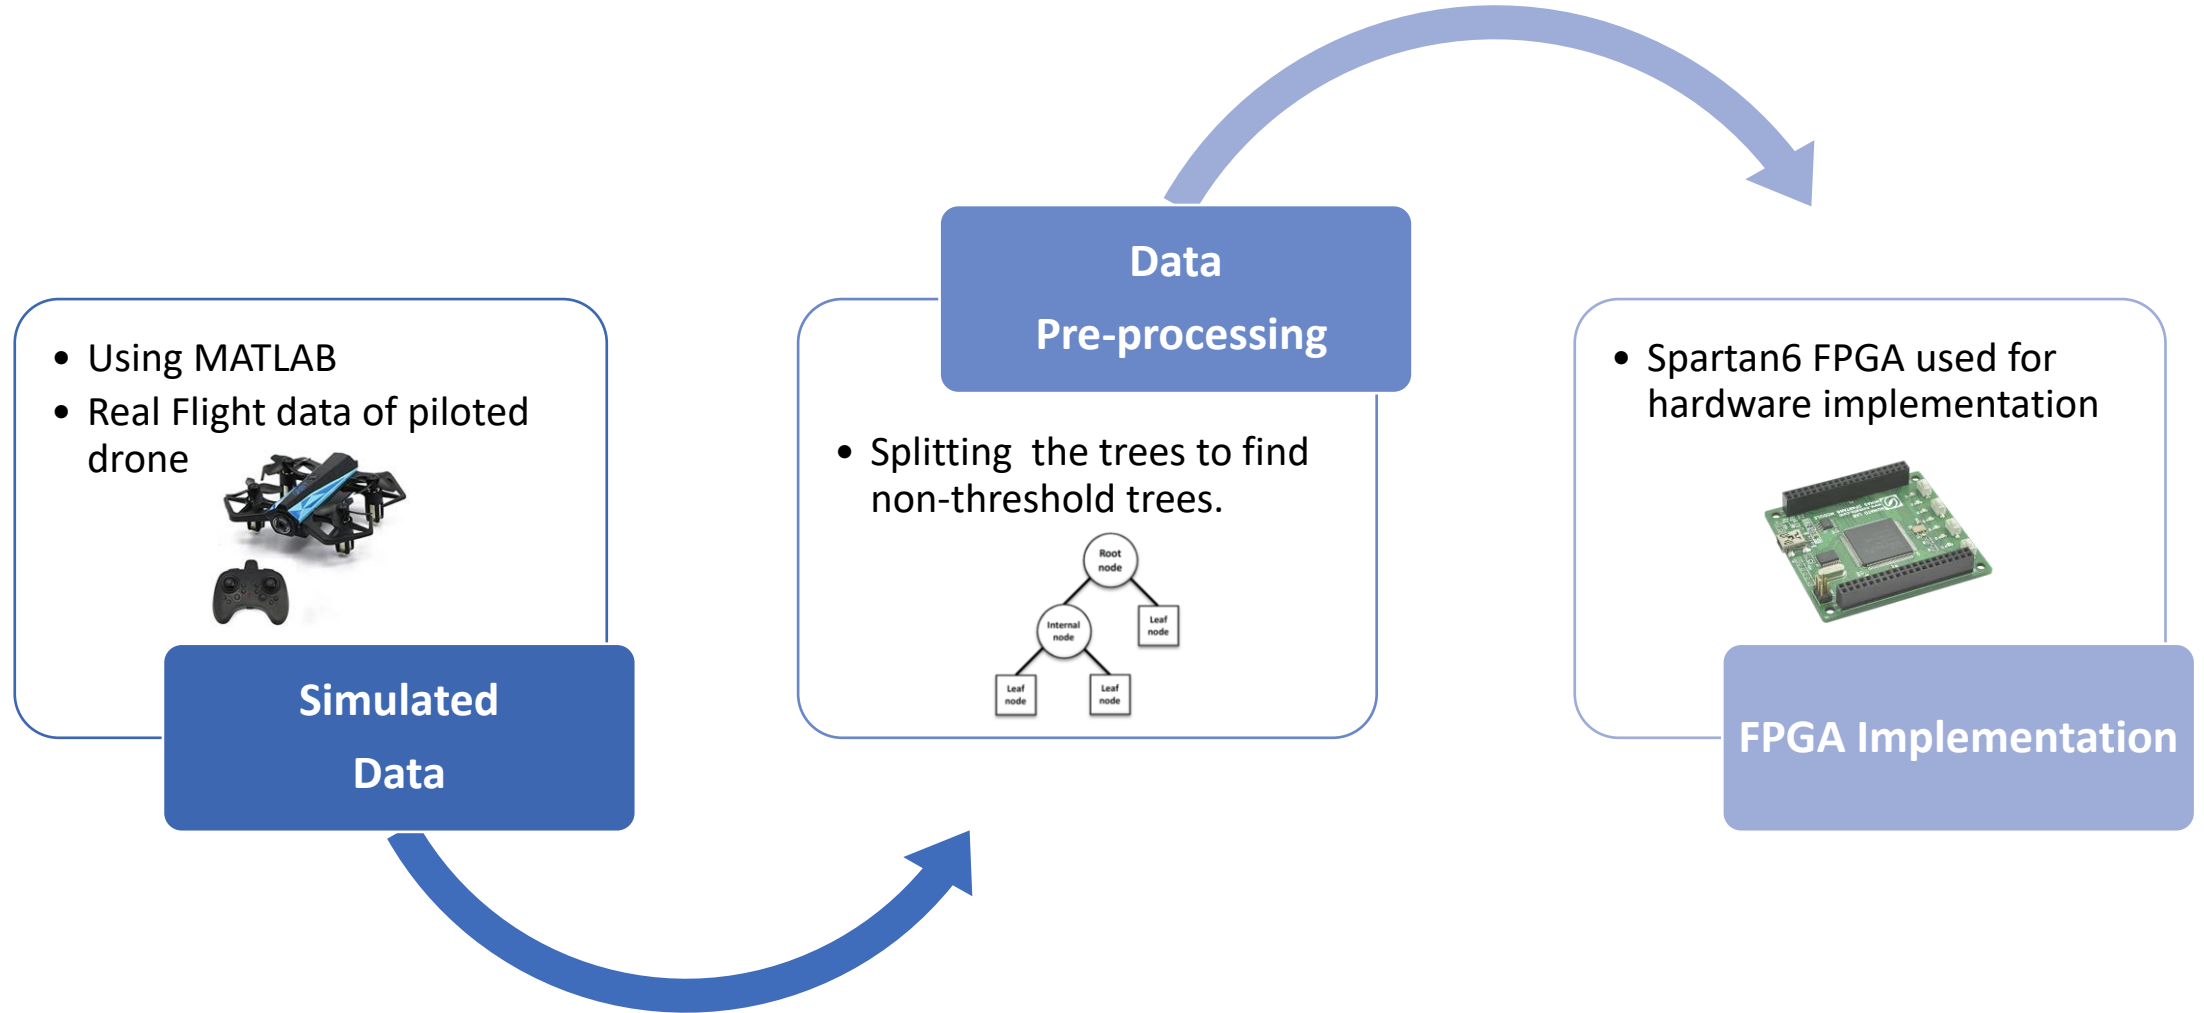 • Using MATLAB
• Real Flight data of piloted
drone
Simulated
Data
Data
Pre-processing
• Splitting  the trees to find
non-threshold trees.
Root
node
Internal
node
Leaf
node
Leaf
node
Leaf
node
• Spartan6 FPGA used for
hardware implementation
FPGA Implementation